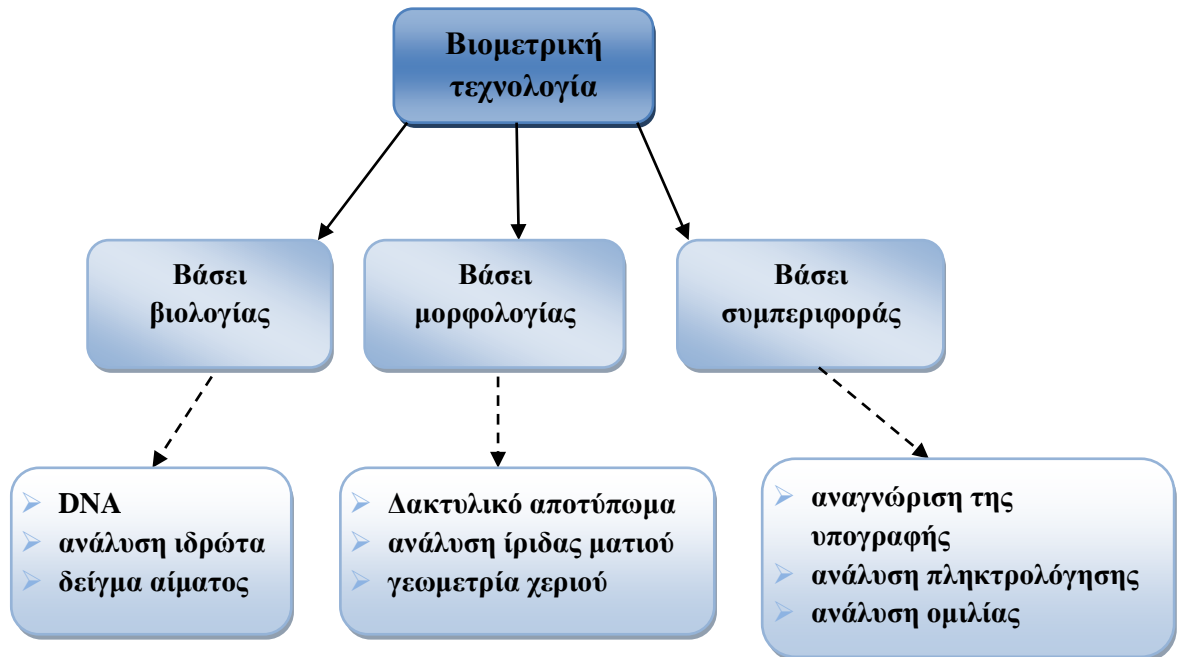 Βιομετρική
τεχνολογία
Βάσει
βιολογίας
Βάσει
μορφολογίας
Βάσει
συμπεριφοράς
DNA
ανάλυση ιδρώτα
δείγμα αίματος
Δακτυλικό αποτύπωμα
ανάλυση ίριδας ματιού
γεωμετρία χεριού
αναγνώριση της
υπογραφής
ανάλυση πληκτρολόγησης
ανάλυση ομιλίας